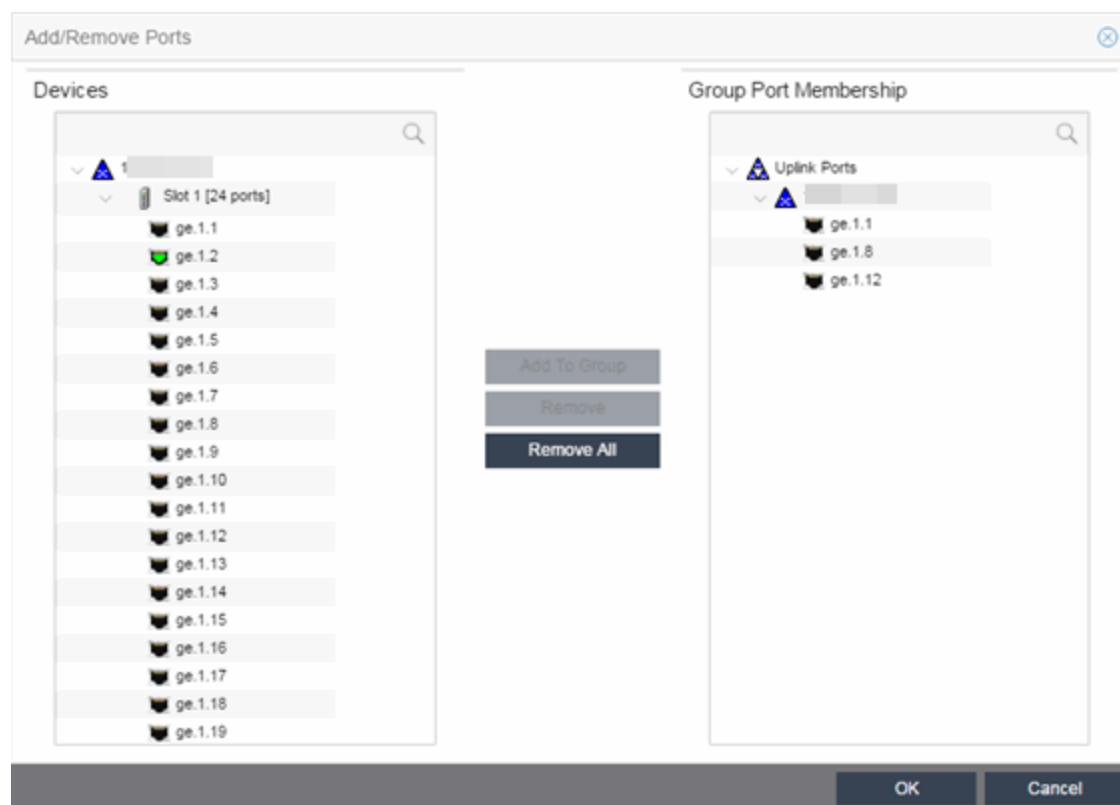 Add/Remove Ports
Devices
Group Port Membership
1
Uplink Ports
Slot 1 [24 ports]
ge.1.1
ge.1.1
ge.1.2
ge.1.8
ge.1.3
ge.1.12
ge.1.4
ge.1.5
ge.1.6
Add To Group
ge.1.7
Remove
ge.1.8
ge.1.9
Remove All
ge.1.10
ge.1.11
ge.1.12
ge.1.13
ge.1.14
ge.1.15
ge.1.16
ge.1.17
ge.1.18
ge.1.19
OK
Cancel